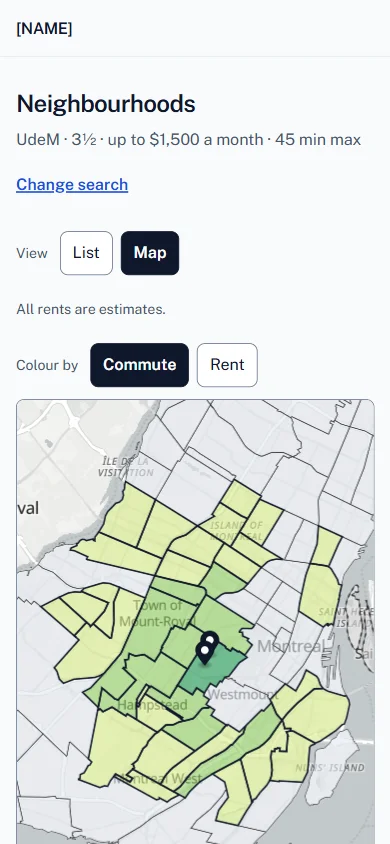 [NAME]
Neighbourhoods
UdeM · 3½ · up to $1,500 a month · 45 min max
Change search
View
List
Map
All rents are estimates.
Colour by
Commute
Rent
ÎLE DE LA
VISITATION
val
ISLAND OF
MONTREAL
Town of
Mount-Royal
SAINT HELEN'S
ISLAND
Montreal
Sai
Westmount
Hampstead
NUNS' ISLAND
Montreal West